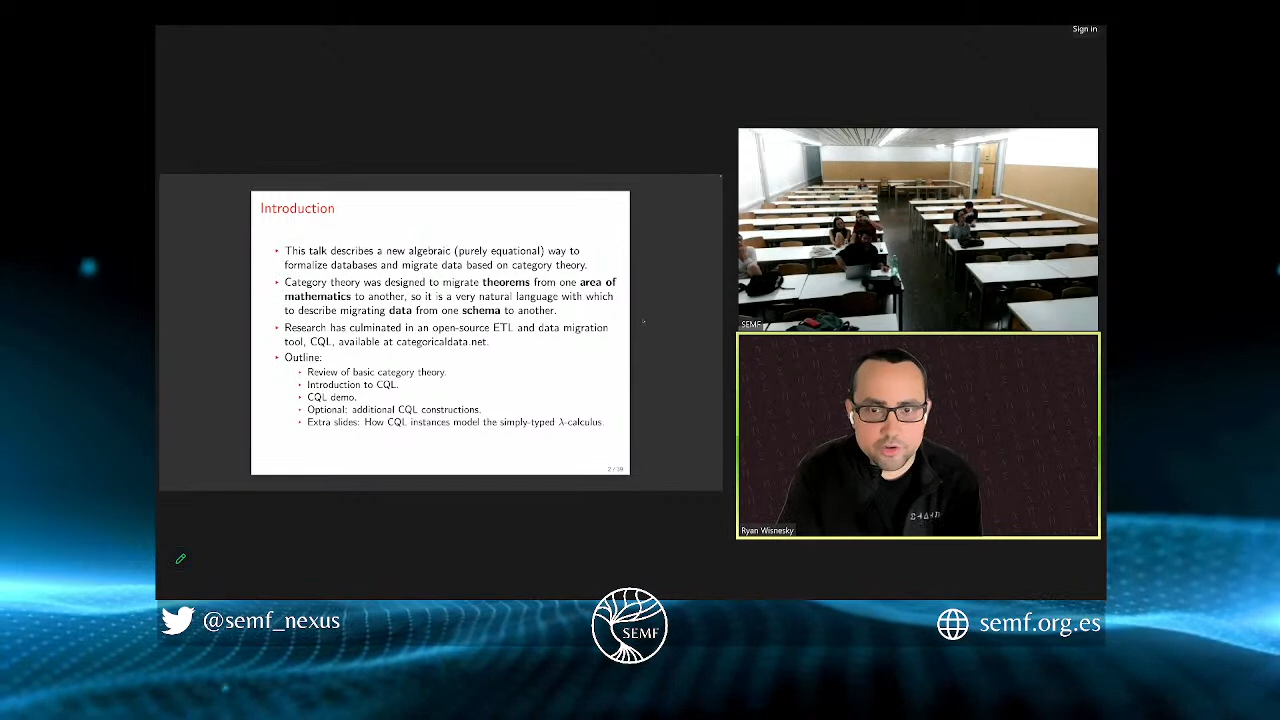 Sign in
Introduction
This talk describes a new algebraic (purely equational) way to
formalize databases and migrate data based on category theory.
Category theory was designed to migrate theorems from one area of
mathematics to another, so it is a very natural language with which
to describe migrating data from one schema to another.
Research has culminated in an open-source ETL and data migration
tool, CQL, available at categoricaldata.net.
Outline:
Review of basic category theory.
Introduction to CQL.
CQL demo.
Optional: additional CQL constructions.
Extra slides: How CQL instances model the simply-typed λ-calculus.
2 / 39
SEMF
Ryan Wisnesky
@semf_nexus
SEMF
semf.org.es